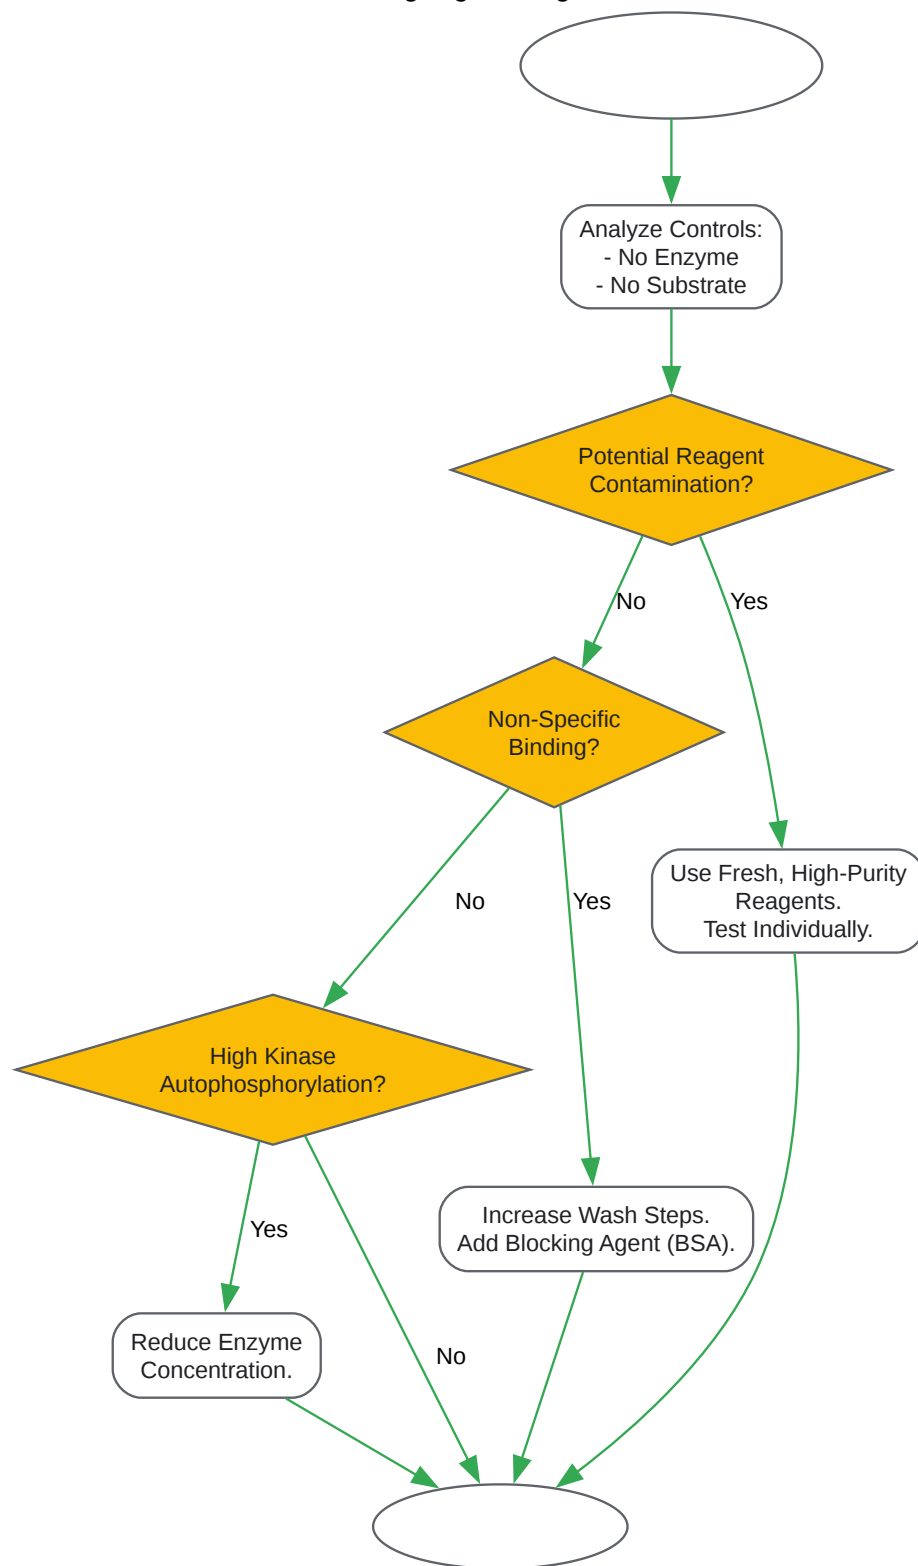 Analyze Controls:
- No Enzyme
- No Substrate
Potential Reagent
Contamination?
No
Yes
Non-Specific
Binding?
No
Yes
Use Fresh, High-Purity
Reagents.
Test Individually.
High Kinase
Autophosphorylation?
Yes
No
Increase Wash Steps.
Add Blocking Agent (BSA).
Reduce Enzyme
Concentration.